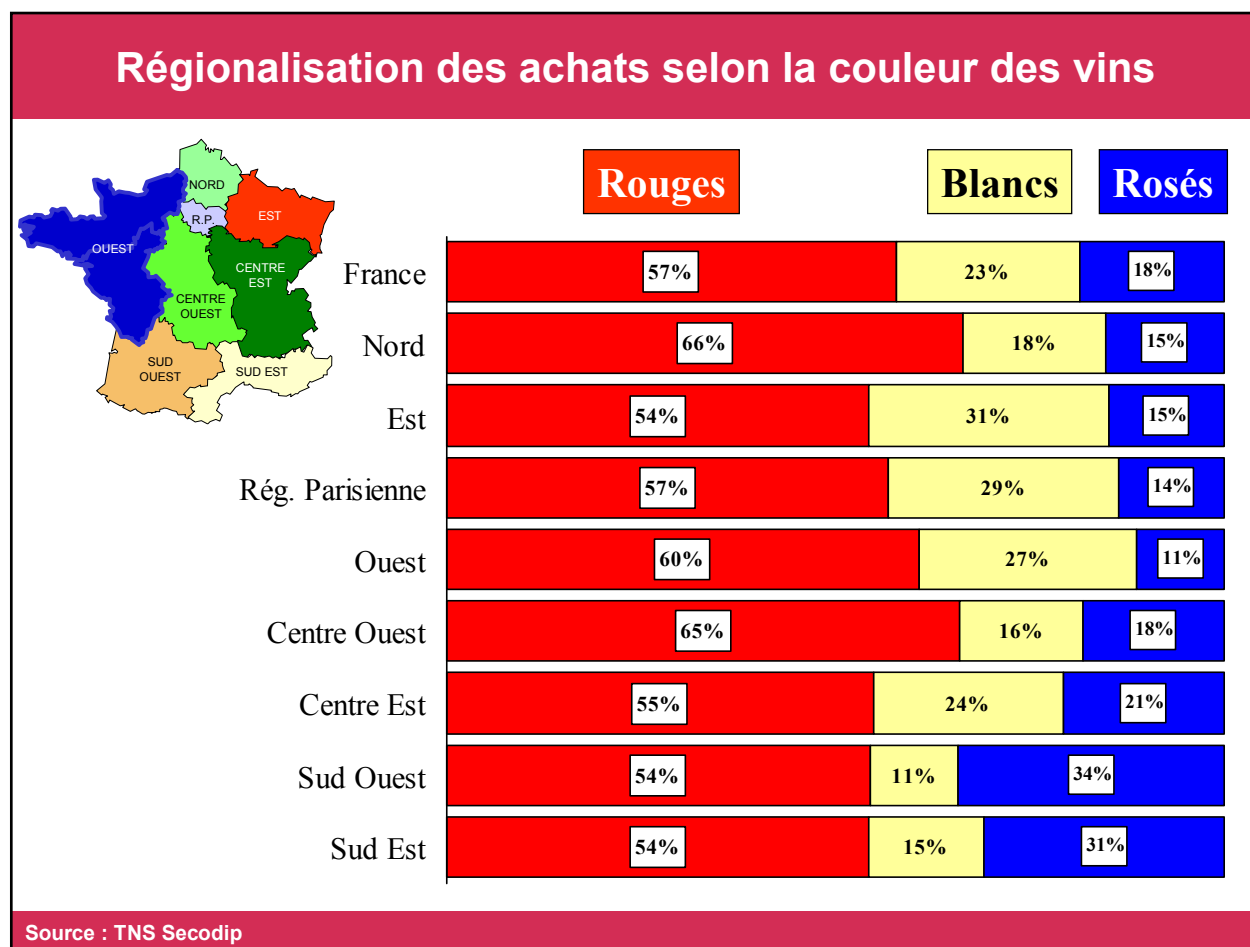 Régionalisation des achats selon la couleur des vins
NORD
R.P.
EST
OUEST
CENTRE
EST
CENTRE
OUEST
SUD
OUEST
SUD EST
Rouges Blancs Rosés
France 57% 23% 18%
Nord 66% 18% 15%
Est 54% 31% 15%
Rég. Parisienne 57% 29% 14%
Ouest 60% 27% 11%
Centre Ouest 65% 16% 18%
Centre Est 55% 24% 21%
Sud Ouest 54% 11% 34%
Sud Est 54% 15% 31%
Source : TNS Secodip